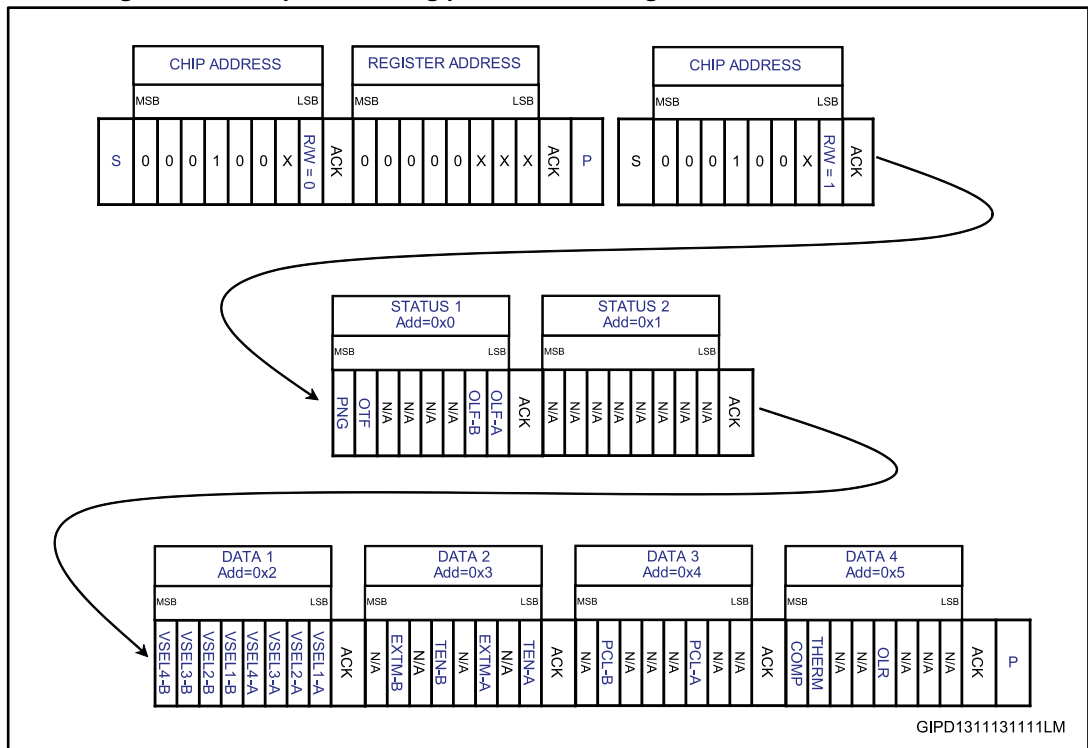 CHIP ADDRESS REGISTER ADDRESS CHIP ADDRESS
MSB LSB MSB LSB MSB LSB
S 0 0 0 1 0 0 X R/W = 0 ACK 0 0 0 0 0 X X X ACK P S 0 0 0 1 0 0 X R/W = 1 ACK
STATUS 1 STATUS 2
Add=0x0 Add=0x1
MSB LSB MSB LSB
PNG OTF N/A N/A N/A N/A OLF-B OLF-A ACK N/A N/A N/A N/A N/A N/A N/A N/A ACK
DATA 1 DATA 2 DATA 3 DATA 4
Add=0x2 Add=0x3 Add=0x4 Add=0x5
MSB LSB MSB LSB MSB LSB MSB LSB
VSEL4-B VSEL3-B VSEL2-B VSEL1-B VSEL4-A VSEL3-A VSEL2-A VSEL1-A ACK N/A EXTM-B N/A TEN-B N/A EXTM-A N/A TEN-A ACK N/A PCL-B N/A N/A N/A PCL-A N/A N/A ACK COMP THERM N/A N/A OLR N/A N/A N/A ACK P
GIPD1311131111LM